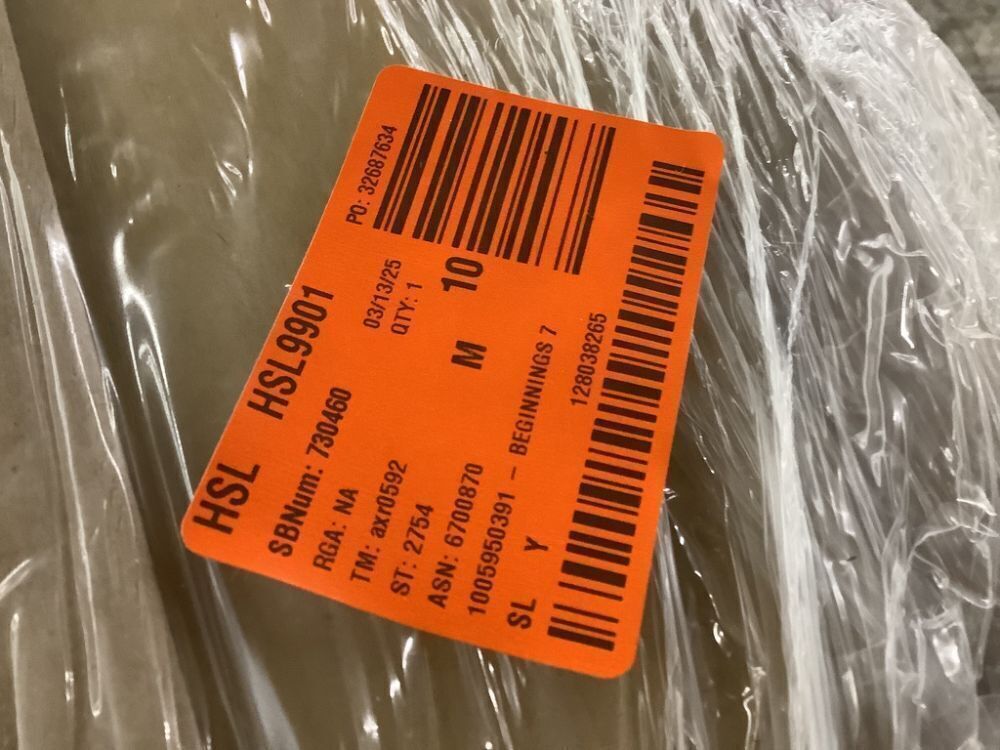 HSL HSL9901 PO: 32687634
SBNum: 730460 03/13/25
RGA: NA QTY: 1
TM: axr0592
ST: 2754 M 10
ASN: 6700870
1005950391 - BEGINNINGS 7
SL Y 128038265